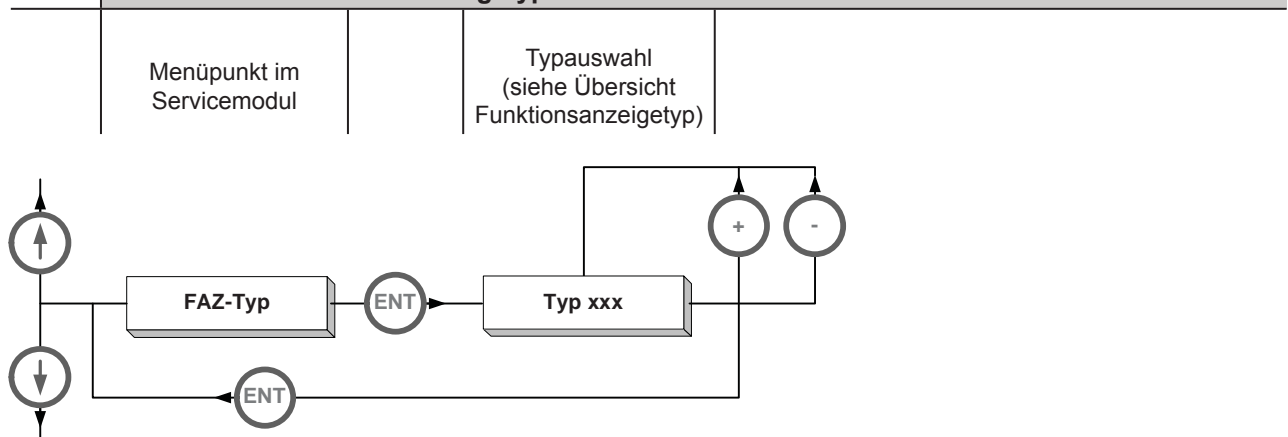 Menüpunkt im
Servicemodul
Typauswahl
(siehe Übersicht
Funktionsanzeigetyp)
+
-
FAZ-Typ
ENT
Typ xxx
ENT